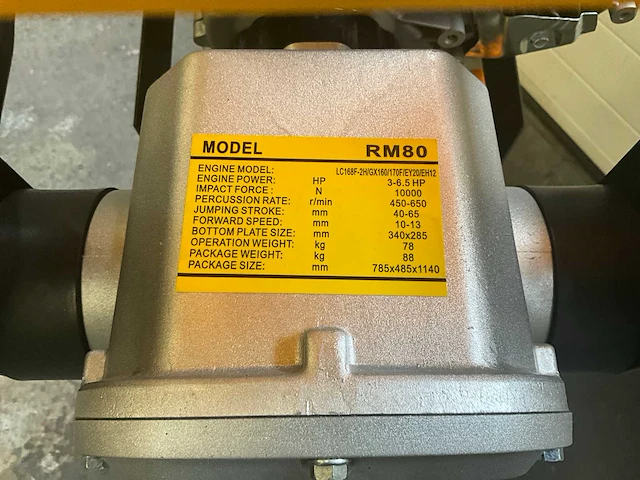 MODEL RM80
ENGINE MODEL: LC168F-2H/GX160/170F/EY20/EH12
ENGINE POWER: HP 3-6.5 HP
IMPACT FORCE : N 10000
PERCUSSION RATE: r/min 450-650
JUMPING STROKE: mm 40-65
FORWARD SPEED: mm 10-13
BOTTOM PLATE SIZE: mm 340x285
OPERATION WEIGHT: kg 78
PACKAGE WEIGHT: kg 88
PACKAGE SIZE: mm 785x485x1140